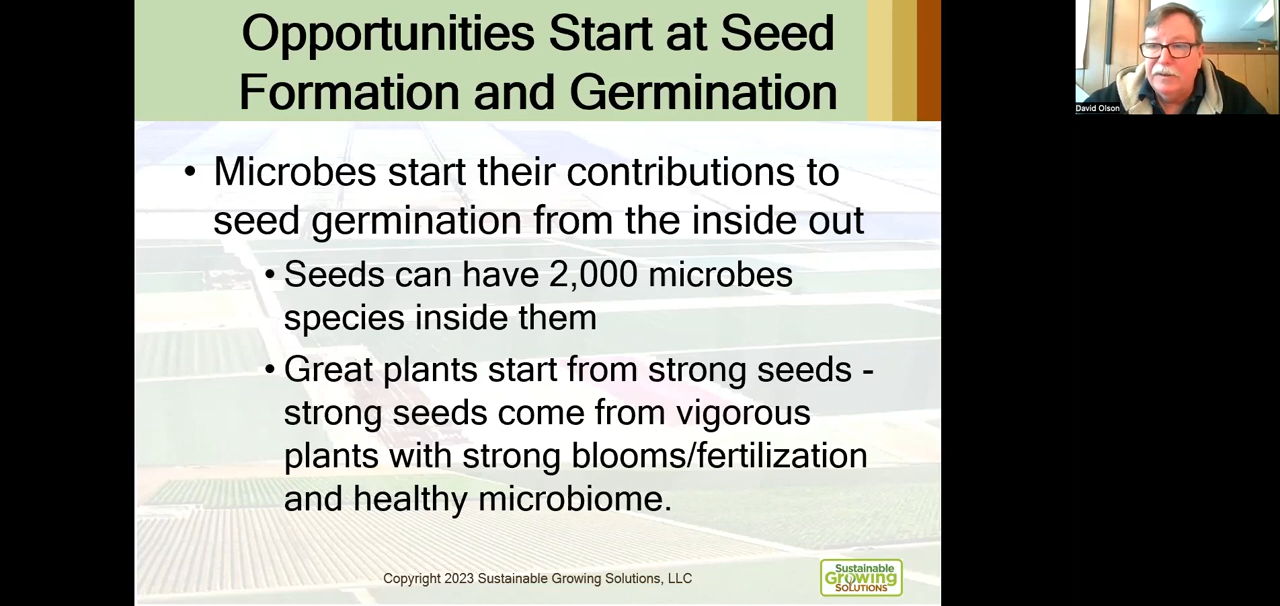 Opportunities Start at Seed
Formation and Germination
David Olson
• Microbes start their contributions to
seed germination from the inside out
• Seeds can have 2,000 microbes
species inside them
• Great plants start from strong seeds -
strong seeds come from vigorous
plants with strong blooms/fertilization
and healthy microbiome.
Copyright 2023 Sustainable Growing Solutions, LLC
Sustainable
Growing
SOLUTIONS